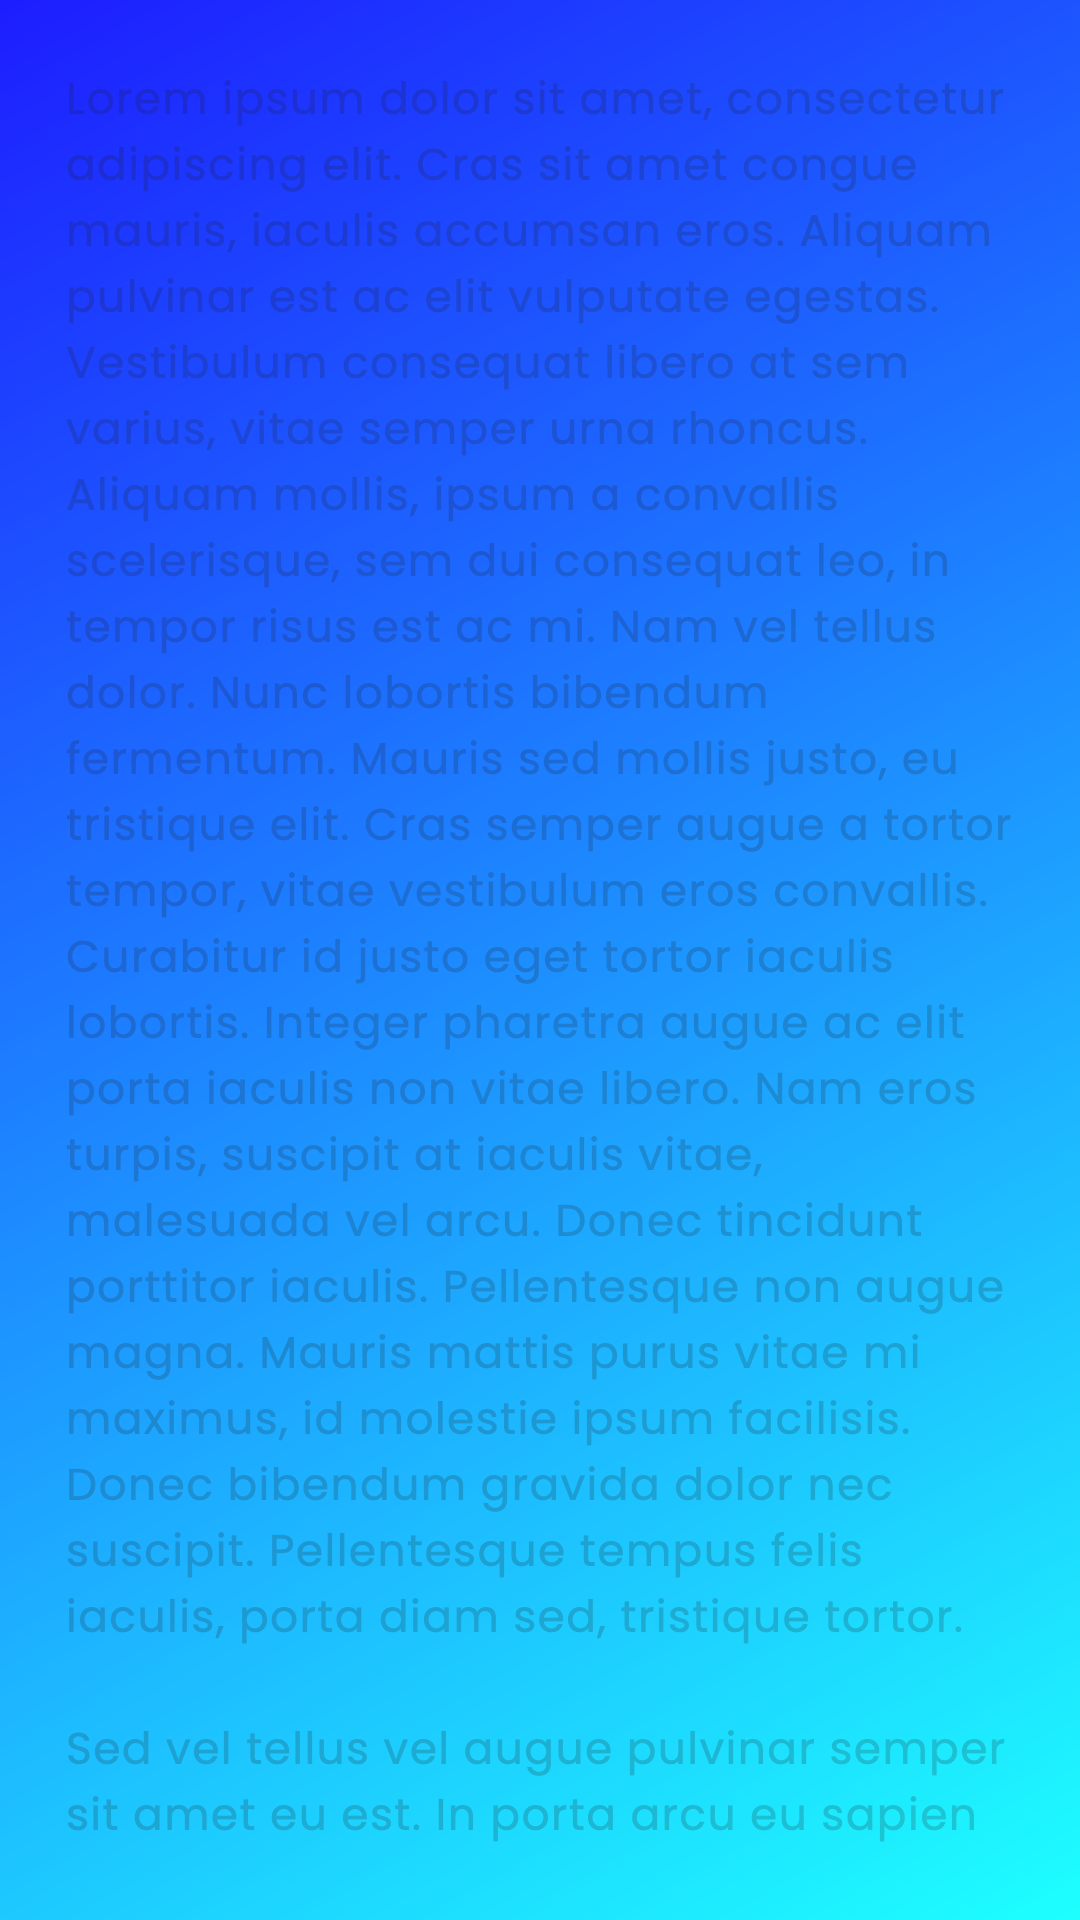 Lorem ipsum dolor sit amet, consectetur
adipiscing elit. Cras sit amet congue
mauris, iaculis accumsan eros. Aliquam
pulvinar est ac elit vulputate egestas.
Vestibulum consequat libero at sem
varius, vitae semper urna rhoncus.
Aliquam mollis, ipsum a convallis
scelerisque, sem dui consequat leo, in
tempor risus est ac mi. Nam vel tellus
dolor. Nunc lobortis bibendum
fermentum. Mauris sed mollis justo, eu
tristique elit. Cras semper augue a tortor
tempor, vitae vestibulum eros convallis.
Curabitur id justo eget tortor iaculis
lobortis. Integer pharetra augue ac elit
porta iaculis non vitae libero. Nam eros
turpis, suscipit at iaculis vitae,
malesuada vel arcu. Donec tincidunt
porttitor iaculis. Pellentesque non augue
magna. Mauris mattis purus vitae mi
maximus, id molestie ipsum facilisis.
Donec bibendum gravida dolor nec
suscipit. Pellentesque tempus felis
iaculis, porta diam sed, tristique tortor.
Sed vel tellus vel augue pulvinar semper
sit amet eu est. In porta arcu eu sapien